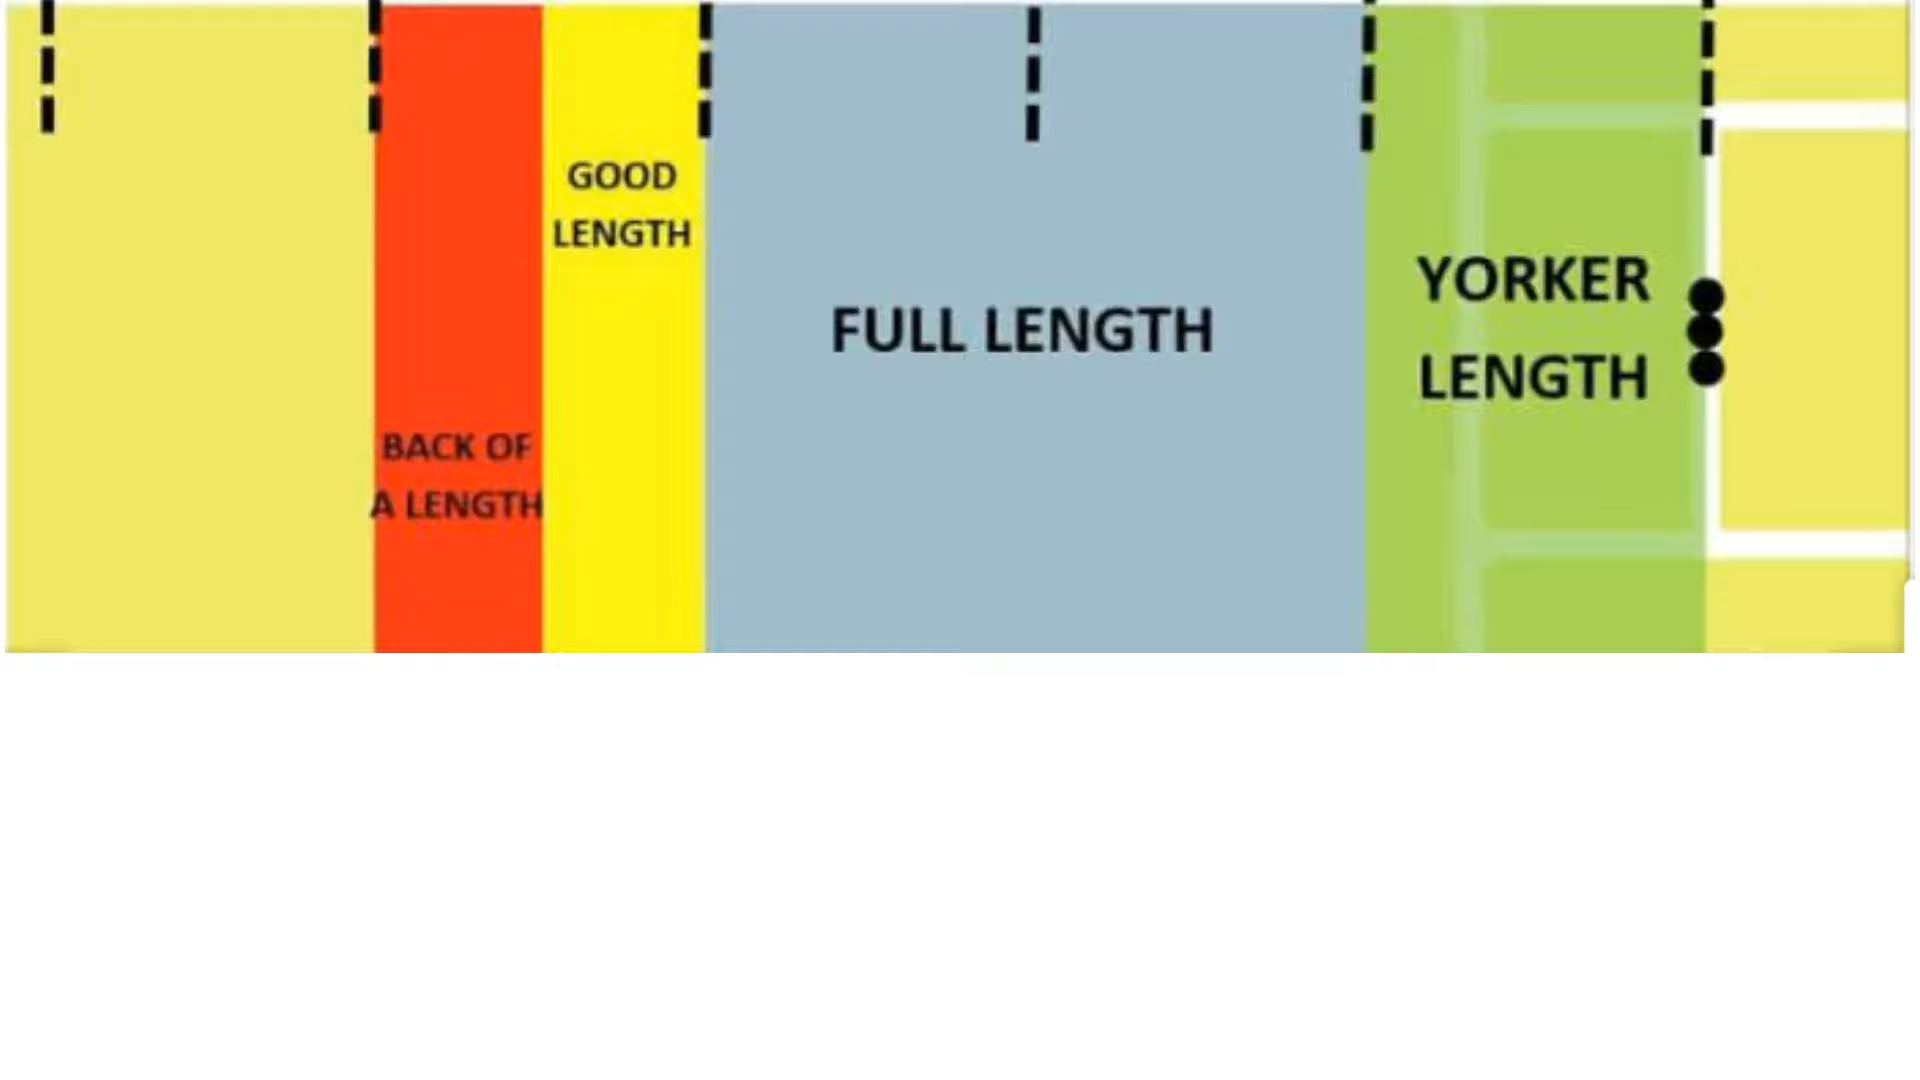 GOOD
LENGTH
FULL LENGTH
YORKER
LENGTH
BACK OF
A LENGTH